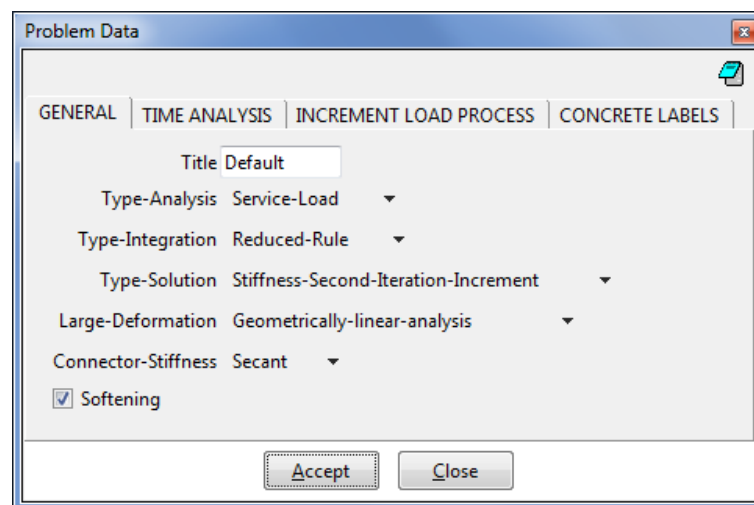 Problem Data
GENERAL TIME ANALYSIS INCREMENT LOAD PROCESS CONCRETE LABELS
Title Default
Type-Analysis Service-Load
Type-Integration Reduced-Rule
Type-Solution Stiffness-Second-Iteration-Increment
Large-Deformation Geometrically-linear-analysis
Connector-Stiffness Secant
Softening
Accept Close